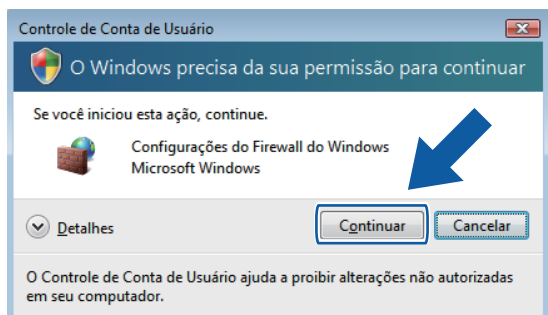 Controle de Conta de Usuário
O Windows precisa da sua permissão para continuar
Se você iniciou esta ação, continue.
Configurações do Firewall do Windows
Microsoft Windows
Detalhes
Continuar
Cancelar
O Controle de Conta de Usuário ajuda a proibir alterações não autorizadas
em seu computador.